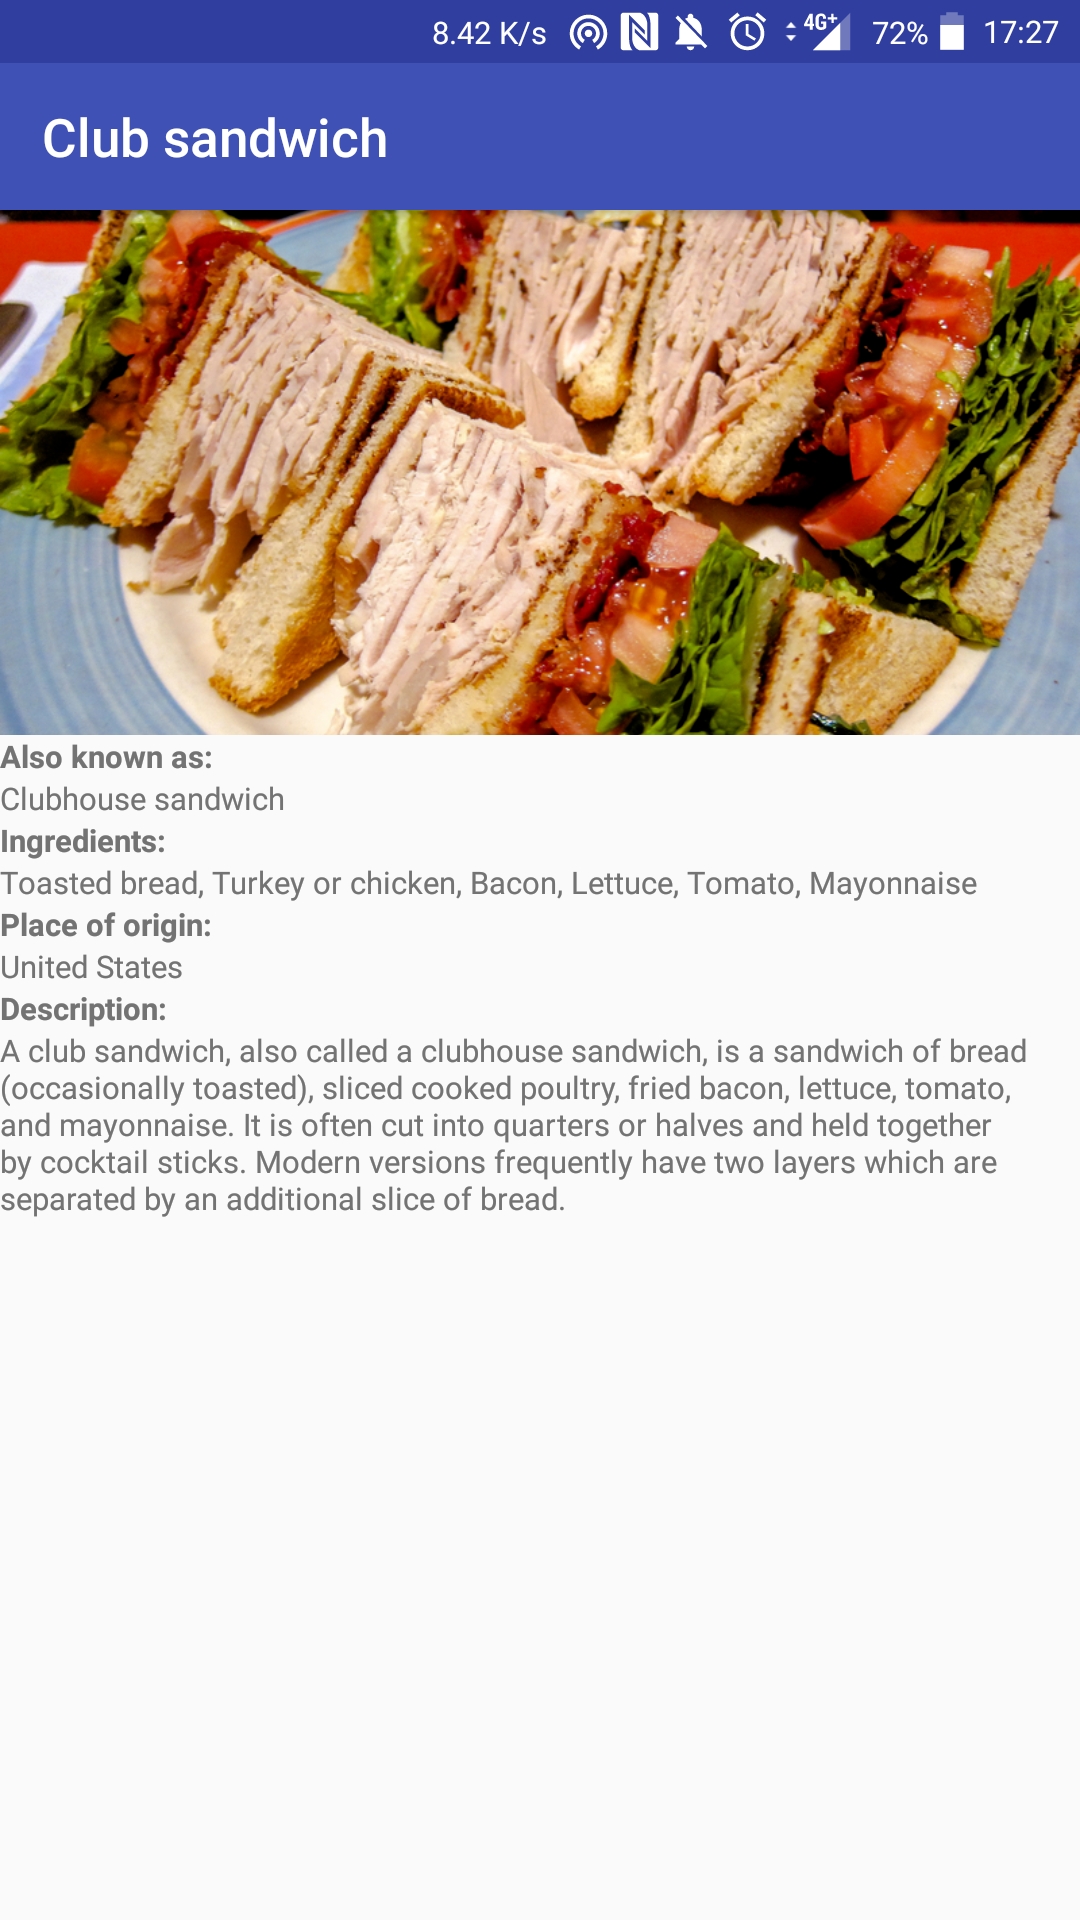 8.42 K/s 4G+ 72% 17:27
Club sandwich
Also known as:
Clubhouse sandwich
Ingredients:
Toasted bread, Turkey or chicken, Bacon, Lettuce, Tomato, Mayonnaise
Place of origin:
United States
Description:
A club sandwich, also called a clubhouse sandwich, is a sandwich of bread
(occasionally toasted), sliced cooked poultry, fried bacon, lettuce, tomato,
and mayonnaise. It is often cut into quarters or halves and held together
by cocktail sticks. Modern versions frequently have two layers which are
separated by an additional slice of bread.